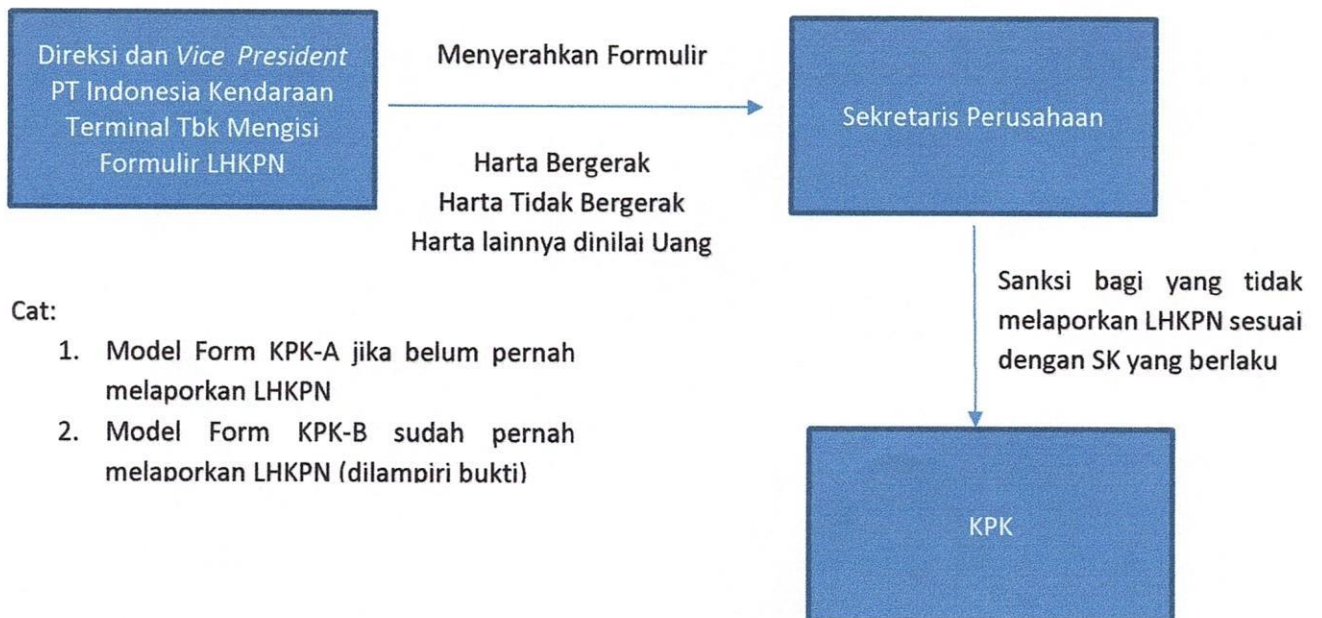 Direksi dan Vice President
PT Indonesia Kendaraan
Terminal Tbk Mengisi
Formulir LHKPN
Menyerahkan Formulir
Harta Bergerak
Harta Tidak Bergerak
Harta lainnya dinilai Uang
Sekretaris Perusahaan
Sanksi bagi yang tidak
melaporkan LHKPN sesuai
dengan SK yang berlaku
KPK
Cat:
1. Model Form KPK-A jika belum pernah
melaporkan LHKPN
2. Model Form KPK-B sudah pernah
melaporkan LHKPN (dilampiri bukti)